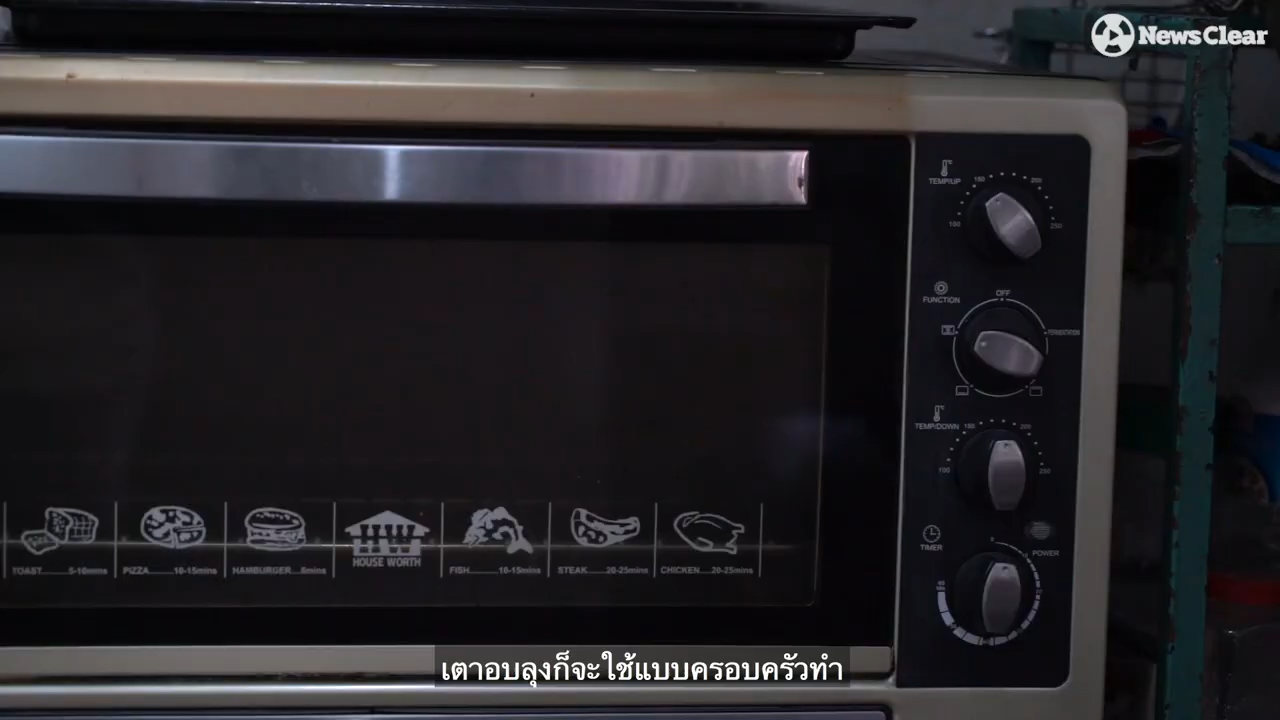 News Clear
TEMP/UP
150
200
100
250
FUNCTION
OFF
FERMENTATION
TEMP/DOWN
150
200
100
250
TIMER
POWER
TOAST......5-10mins
PIZZA......10-15mins
HAMBURGER...5mins
HOUSE WORTH
FISH......10-15mins
STEAK......20-25mins
CHICKEN...20-25mins
เตาอบลุงก็จะใช้แบบครอบครัวทำ